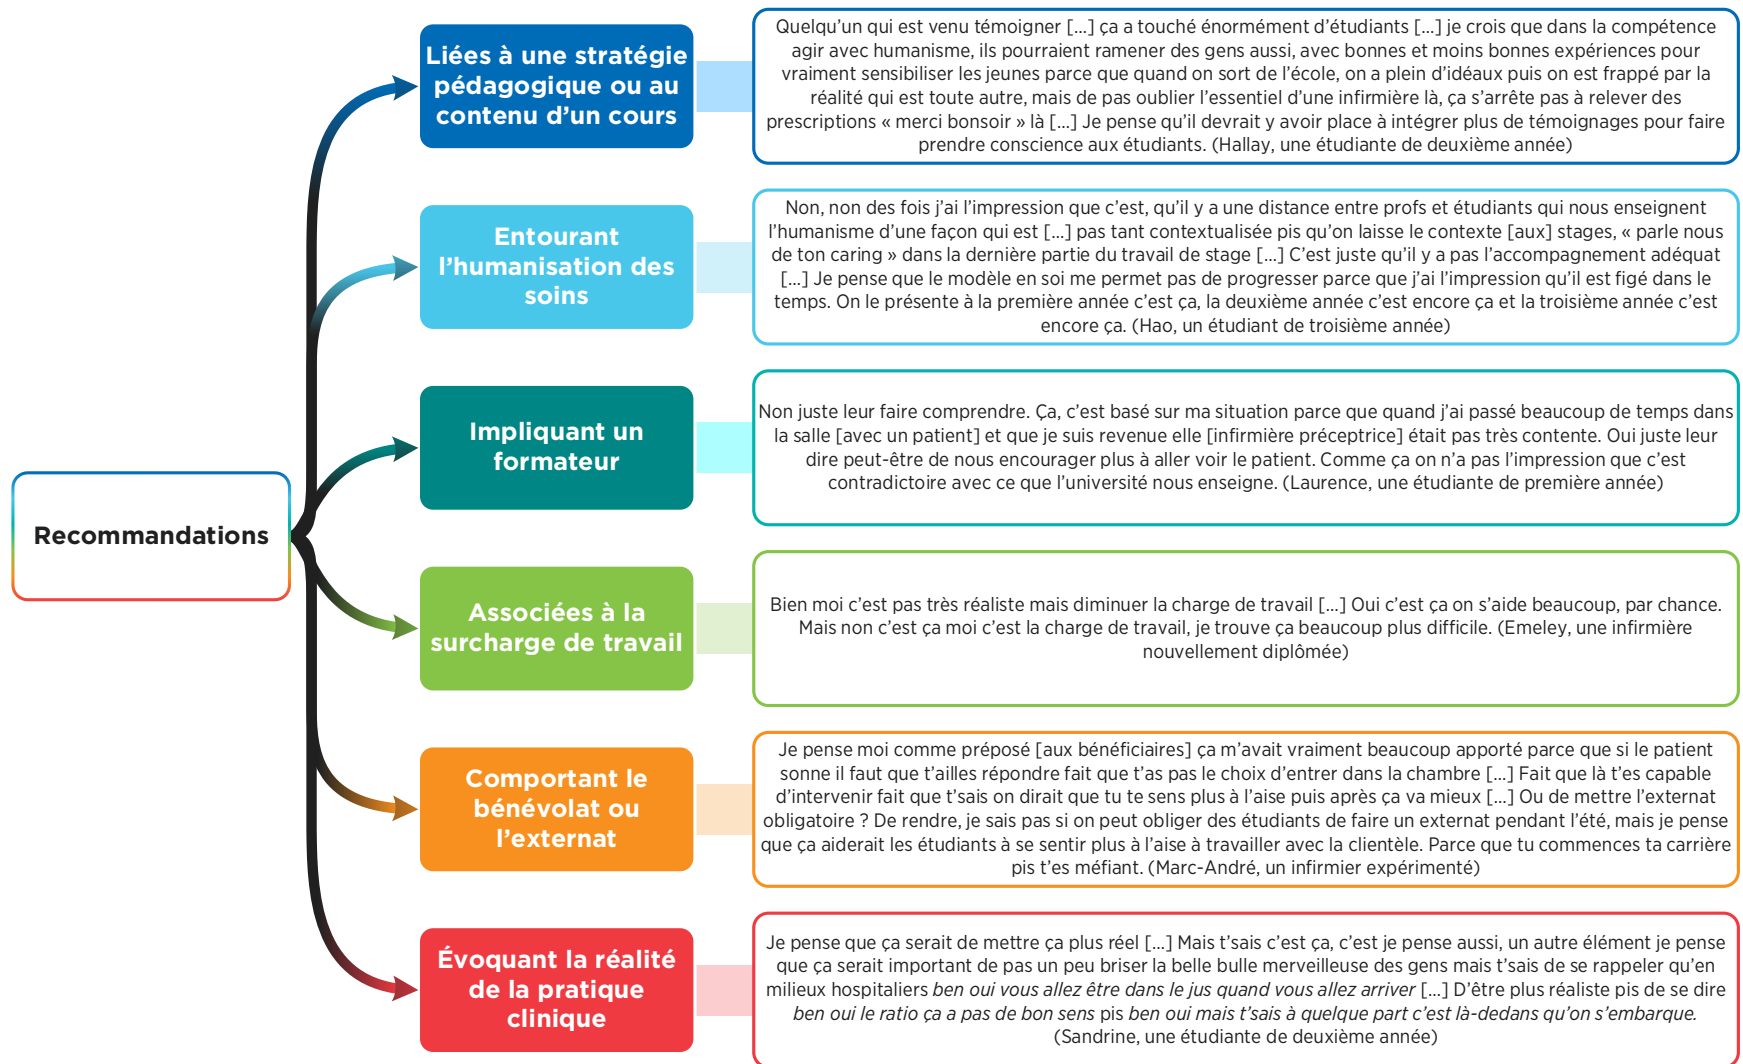 Recommandations
Liées à une stratégie
pédagogique ou au
contenu d'un cours
Quelqu'un qui est venu témoigner [...] ça a touché énormément d'étudiants [...] je crois que dans la compétence
agir avec humanisme, ils pourraient ramener des gens aussi, avec bonnes et moins bonnes expériences pour
vraiment sensibiliser les jeunes parce que quand on sort de l'école, on a plein d'idéaux puis on est frappé par la
réalité qui est toute autre, mais de pas oublier l'essentiel d'une infirmière là, ça s'arrête pas à relever des
prescriptions « merci bonsoir » là [...] Je pense qu'il devrait y avoir place à intégrer plus de témoignages pour faire
prendre conscience aux étudiants. (Hallay, une étudiante de deuxième année)
Entourant
l'humanisation des
soins
Non, non des fois j'ai l'impression que c'est, qu'il y a une distance entre profs et étudiants qui nous enseignent
l'humanisme d'une façon qui est [...] pas tant contextualisée pis qu'on laisse le contexte [aux] stages, « parle nous
de ton caring » dans la dernière partie du travail de stage [...] C'est juste qu'il y a pas l'accompagnement adéquat
[...] Je pense que le modèle en soi me permet pas de progresser parce que j'ai l'impression qu'il est figé dans le
temps. On le présente à la première année c'est ça, la deuxième année c'est encore ça et la troisième année c'est
encore ça. (Hao, un étudiant de troisième année)
Impliquant un
formateur
Non juste leur faire comprendre. Ça, c'est basé sur ma situation parce que quand j'ai passé beaucoup de temps dans
la salle [avec un patient] et que je suis revenue elle [infirmière préceptrice] était pas très contente. Oui juste leur
dire peut-être de nous encourager plus à aller voir le patient. Comme ça on n'a pas l'impression que c'est
contradictoire avec ce que l'université nous enseigne. (Laurence, une étudiante de première année)
Associées à la
surcharge de travail
Bien moi c'est pas très réaliste mais diminuer la charge de travail [...] Oui c'est ça on s'aide beaucoup, par chance.
Mais non c'est ça moi c'est la charge de travail, je trouve ça beaucoup plus difficile. (Emeley, une infirmière
nouvellement diplômée)
Comportant le
bénévolat ou
l'externat
Je pense moi comme préposé [aux bénéficiaires] ça m'avait vraiment beaucoup apporté parce que si le patient
sonne il faut que t'ailles répondre fait que t'as pas le choix d'entrer dans la chambre [...] Fait que là t'es capable
d'intervenir fait que t'sais on dirait que tu te sens plus à l'aise puis après ça va mieux [...] Ou de mettre l'externat
obligatoire ? De rendre, je sais pas si on peut obliger des étudiants de faire un externat pendant l'été, mais je pense
que ça aiderait les étudiants à se sentir plus à l'aise à travailler avec la clientèle. Parce que tu commences ta carrière
pis t'es méfiant. (Marc-André, un infirmier expérimenté)
Évoquant la réalité
de la pratique
clinique
Je pense que ça serait de mettre ça plus réel [...] Mais t'sais c'est ça, c'est je pense aussi, un autre élément je pense
que ça serait important de pas un peu briser la belle bulle merveilleuse des gens mais t'sais de se rappeler qu'en
milieux hospitaliers ben oui vous allez être dans le jus quand vous allez arriver [...] D'être plus réaliste pis de se dire
ben oui le ratio ça a pas de bon sens pis ben oui mais t'sais à quelque part c'est là-dedans qu'on s'embarque.
(Sandrine, une étudiante de deuxième année)